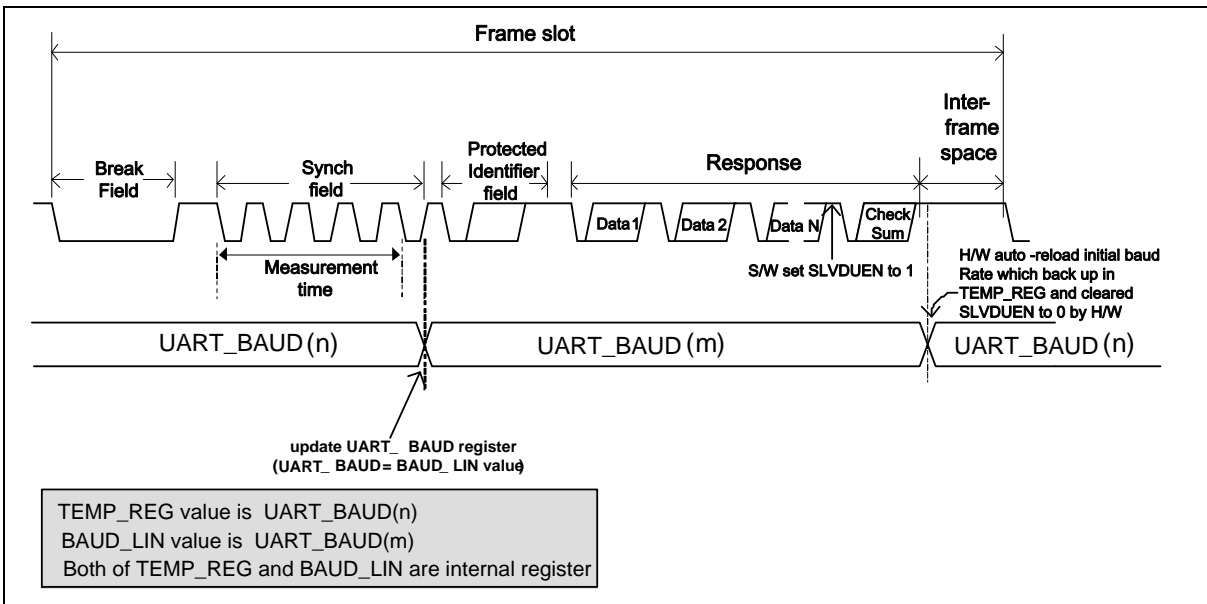 Frame slot
Inter-
frame
space
Break
Field
Synch
field
Protected
Identifier
field
Response
Data 1
Data 2
Data N
Check
Sum
Measurement
time
S/W set SLVDUEN to 1
H/W auto -reload initial baud
Rate which back up in
TEMP_REG and cleared
SLVDUEN to 0 by H/W
UART_BAUD (n)
UART_BAUD (m)
UART_BAUD (n)
update UART_ BAUD register
(UART_ BAUD = BAUD_ LIN value)
TEMP_REG value is UART_BAUD(n)
BAUD_LIN value is UART_BAUD(m)
Both of TEMP_REG and BAUD_LIN are internal register